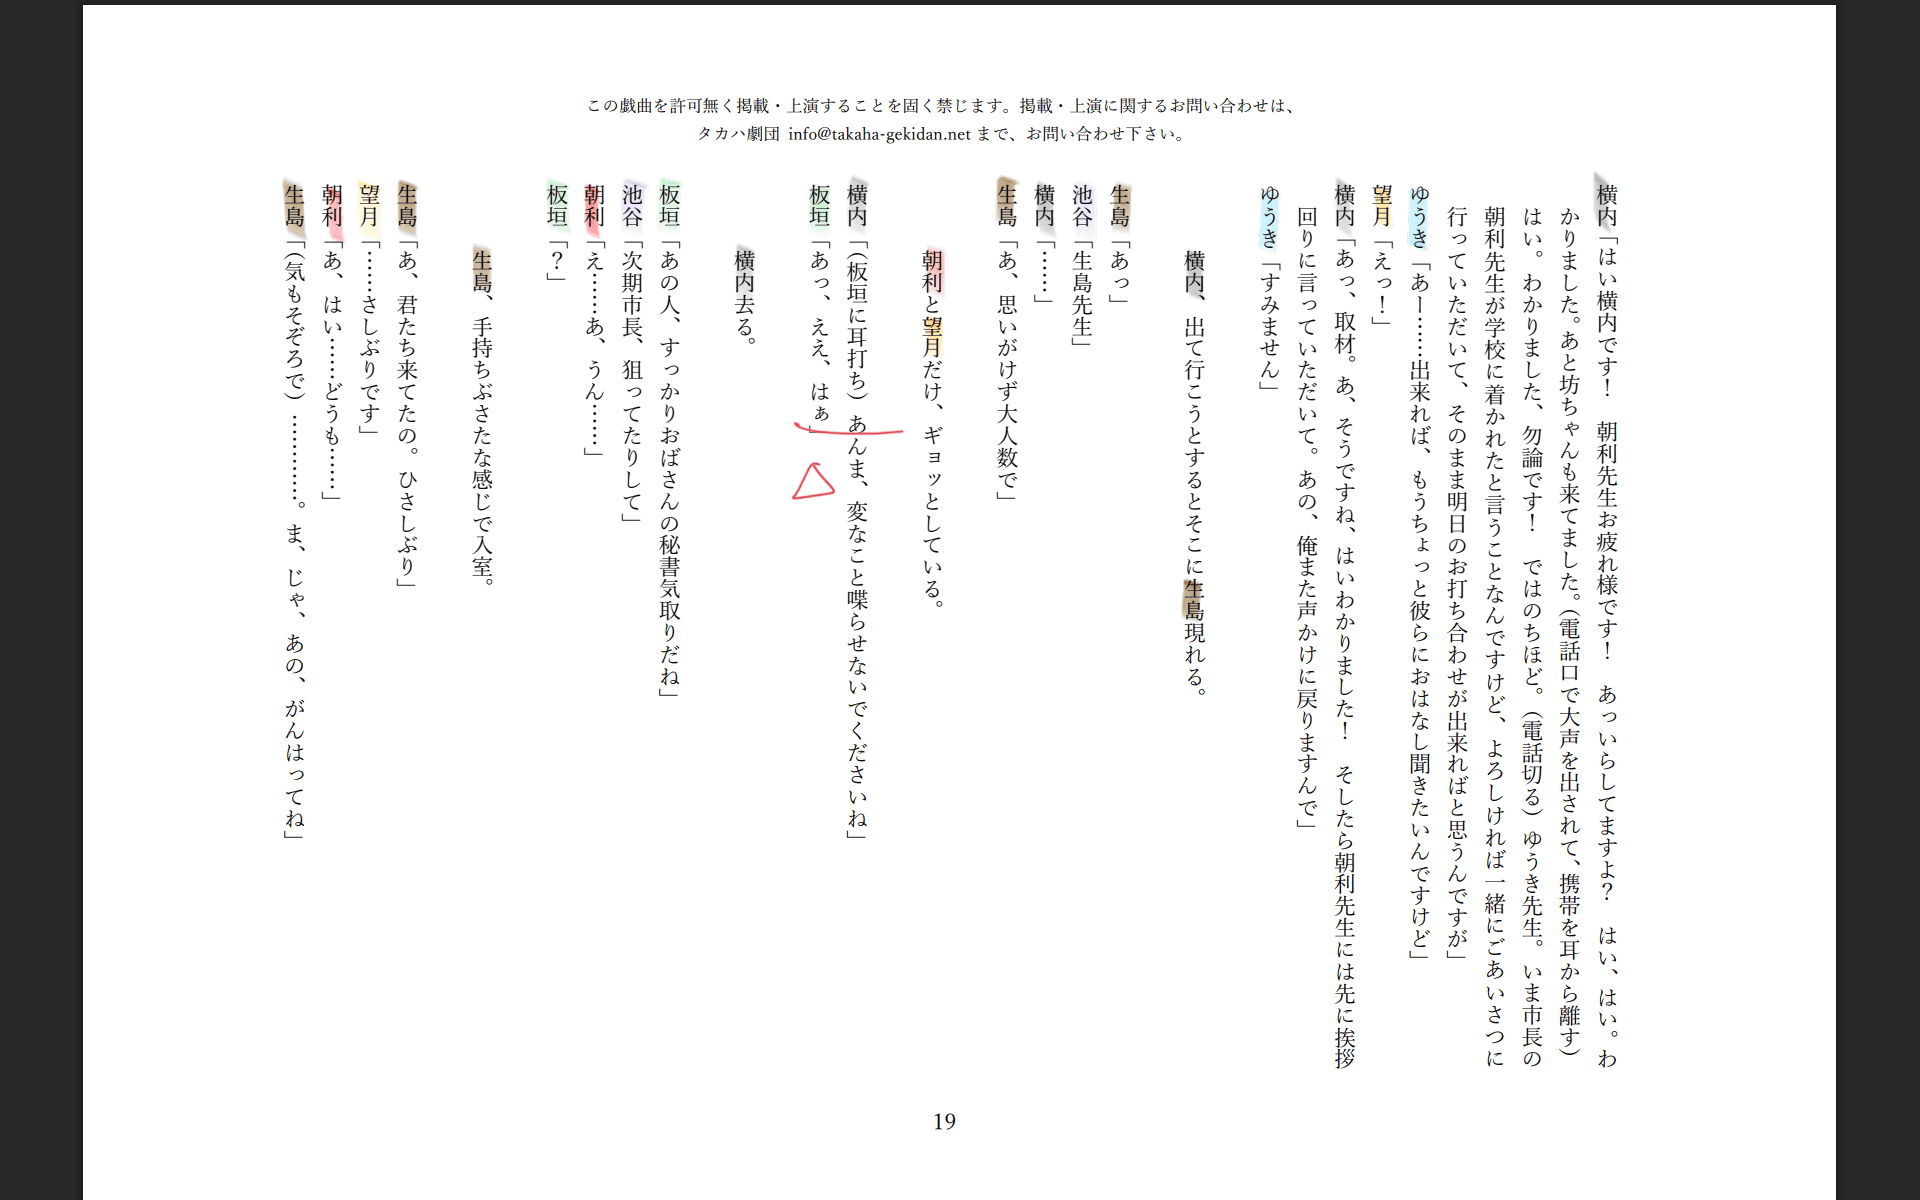 この戯曲を許可無く掲載・上演することを固く禁じます。掲載・上演に関するお問い合わせは、
タカハ劇団 info@takaha-gekidan.net まで、お問い合わせ下さい。
横内「はい横内です！　朝利先生お疲れ様です！　あっいらしてますよ？　はい、はい。わ
かりました。あと坊ちゃんも来てました。（電話口で大声を出されて、携帯を耳から離す）
はい。わかりました、勿論です！　ではのちほど。（電話切る）ゆうき先生。いま市長の
朝利先生が学校に着かれたと言うことなんですけど、よろしければ一緒にごあいさつに
行っていただいて、そのまま明日のお打ち合わせが出来ればと思うんですが」
ゆうき「あー……出来れば、もうちょっと彼らにおはなし聞きたいんですけど」
望月「えっ！」
横内「あっ、取材。あ、そうですね、はいわかりました！　そしたら朝利先生には先に挨拶
回りに言っていただいて。あの、俺また声かけに戻りますんで」
ゆうき「すみません」
横内、出て行こうとするとそこに生島現れる。
生島「あっ」
池谷「生島先生」
横内「……」
生島「あ、思いがけず大人数で」
朝利と望月だけ、ギョッとしている。
横内「（板垣に耳打ち）あんま、変なこと喋らせないでくださいね」
板垣「あっ、ええ、はぁ」
横内去る。
板垣「あの人、すっかりおばさんの秘書気取りだね」
池谷「次期市長、狙ってたりして」
朝利「え……あ、うん……」
板垣「？」
生島、手持ちぶさたな感じで入室。
生島「あ、君たち来てたの。ひさしぶり」
望月「……さしぶりです」
朝利「あ、はい……どうも……」
生島「（気もそぞろで）…………。ま、じゃ、あの、がんはってね」
19